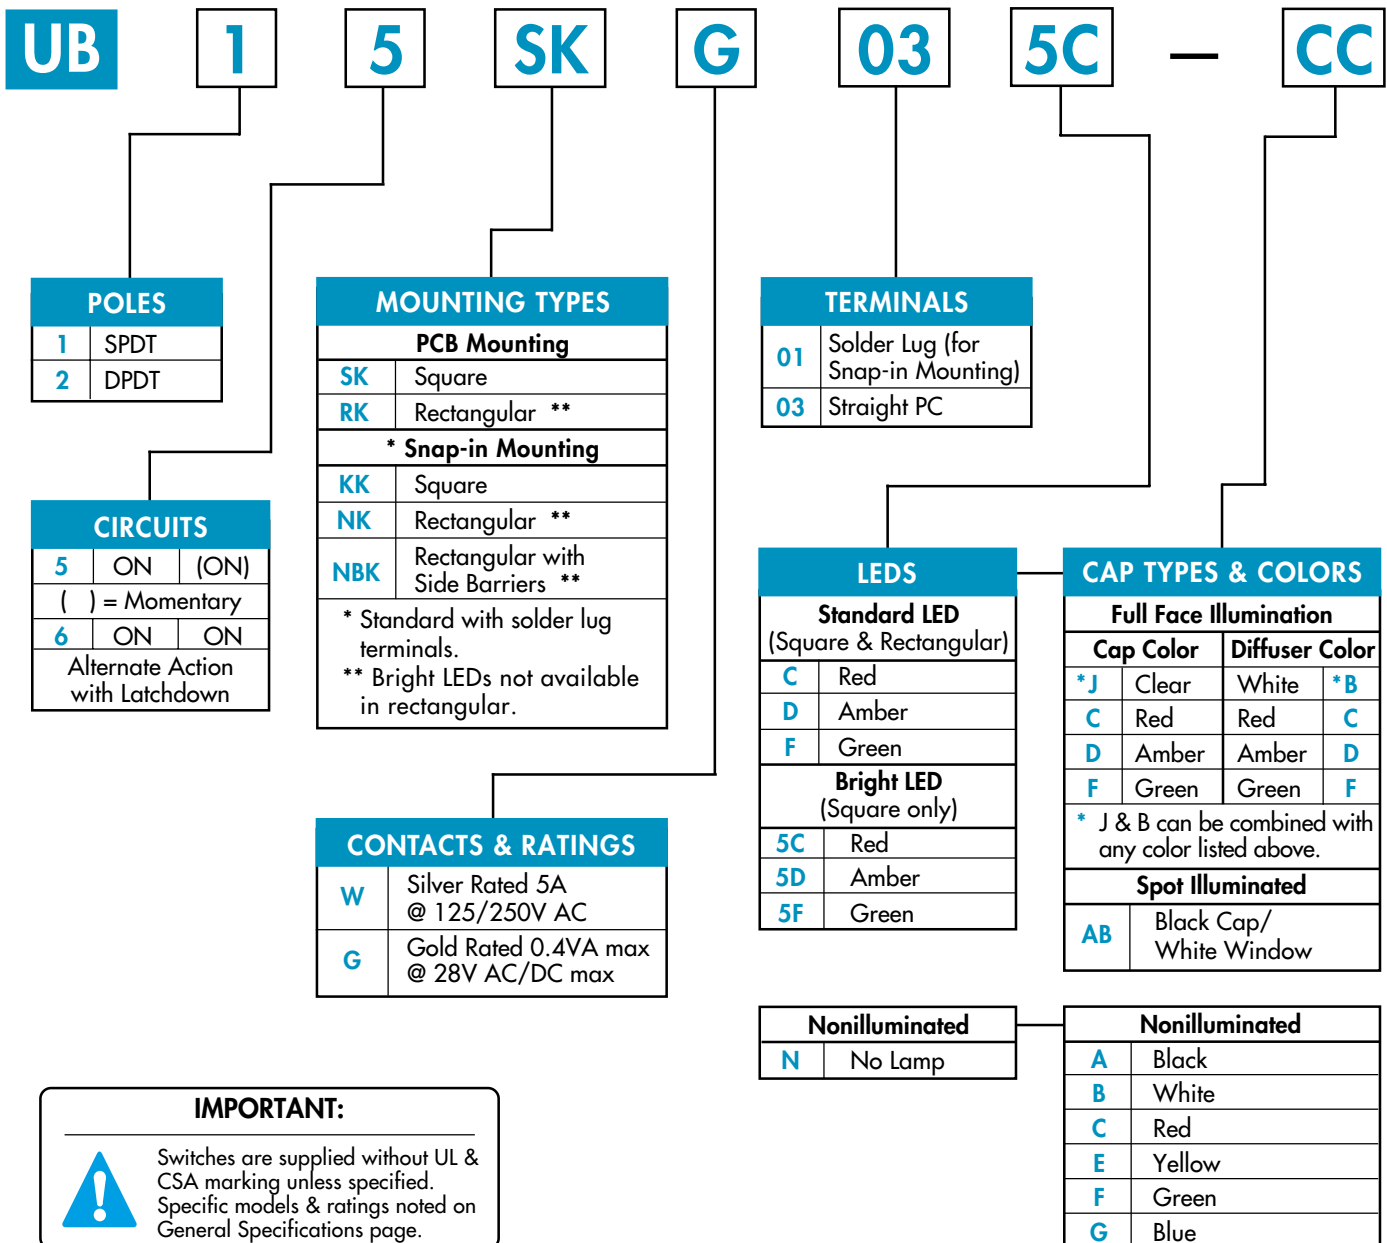 UB 1 5 SK G 03 5C — CC
POLES
1 SPDT
2 DPDT
CIRCUITS
5 ON (ON)
( ) = Momentary
6 ON ON
Alternate Action
with Latchdown
MOUNTING TYPES
PCB Mounting
SK Square
RK Rectangular **
* Snap-in Mounting
KK Square
NK Rectangular **
NBK Rectangular with
Side Barriers **
* Standard with solder lug
terminals.
** Bright LEDs not available
in rectangular.
CONTACTS & RATINGS
W Silver Rated 5A
@ 125/250V AC
G Gold Rated 0.4VA max
@ 28V AC/DC max
TERMINALS
01 Solder Lug (for
Snap-in Mounting)
03 Straight PC
LEDS
Standard LED
(Square & Rectangular)
C Red
D Amber
F Green
Bright LED
(Square only)
5C Red
5D Amber
5F Green
Nonilluminated
N No Lamp
CAP TYPES & COLORS
Full Face Illumination
Cap Color Diffuser Color
*J Clear White *B
C Red Red C
D Amber Amber D
F Green Green F
* J & B can be combined with
any color listed above.
Spot Illuminated
AB Black Cap/
White Window
Nonilluminated
A Black
B White
C Red
E Yellow
F Green
G Blue
IMPORTANT:
Switches are supplied without UL &
CSA marking unless specified.
Specific models & ratings noted on
General Specifications page.